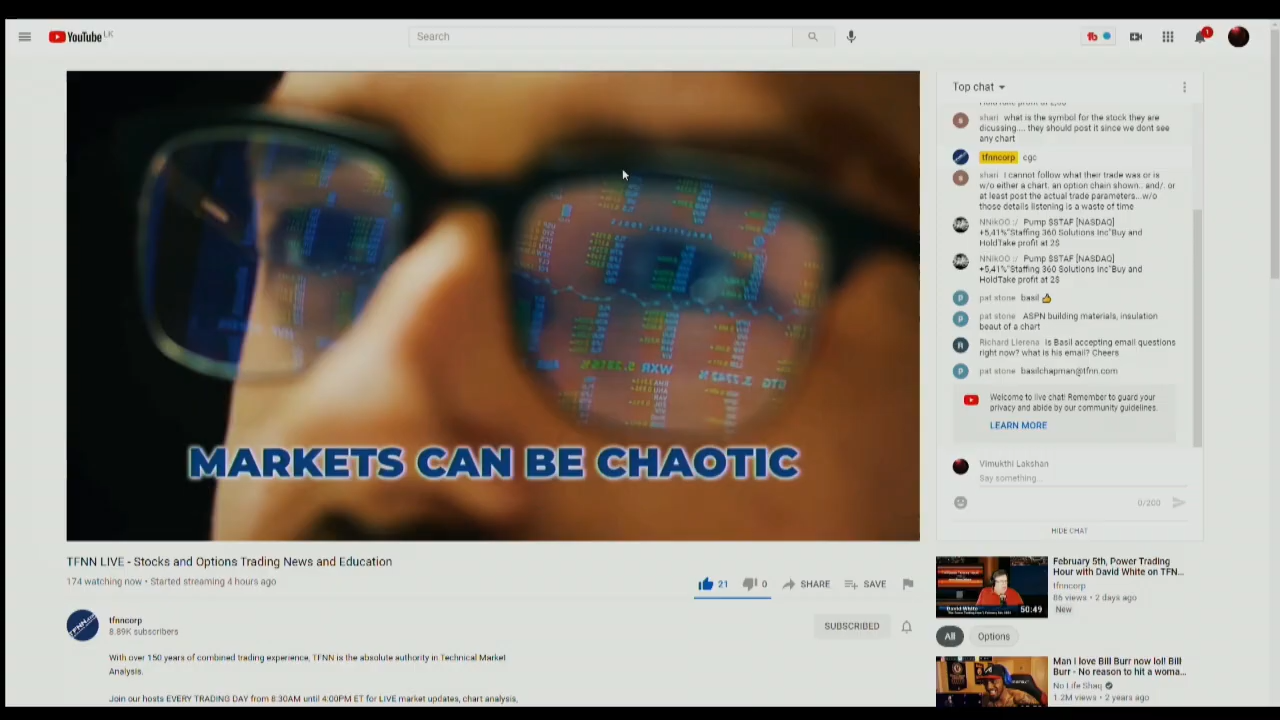 YouTube LK
Search
1
Top chat
shari what is the symbol for the stock they are
dicussing.... they should post it since we dont see
any chart
tfnncorp cgc
shari I cannot follow what their trade was or is
w/o either a chart, an option chain shown.. and/. or
at least post the actual trade parameters...w/o
those details listening is a waste of time
NNikOO :/ Pump $STAF [NASDAQ]
+5,41%"Staffing 360 Solutions Inc"Buy and
HoldTake profit at 2$
NNikOO :/ Pump $STAF [NASDAQ]
+5,41%"Staffing 360 Solutions Inc"Buy and
HoldTake profit at 2$
pat stone basil 👍
pat stone ASPN building materials, insulation
beaut of a chart
Richard Llerena Is Basil accepting email questions
right now? what is his email? Cheers
pat stone basilchapman@tfnn.com
Welcome to live chat! Remember to guard your
privacy and abide by our community guidelines.
LEARN MORE
Vimukthi Lakshan
Say something...
0/200
HIDE CHAT
MARKETS CAN BE CHAOTIC
TFNN LIVE - Stocks and Options Trading News and Education
174 watching now • Started streaming 4 hours ago
21 0 SHARE SAVE
tfnncorp
8.89K subscribers
SUBSCRIBED
With over 150 years of combined trading experience, TFNN is the absolute authority in Technical Market
Analysis.
Join our hosts EVERY TRADING DAY from 8:30AM until 4:00PM ET for LIVE market updates, chart analysis,
February 5th, Power Trading
Hour with David White on TFN...
tfnncorp
86 views • 2 days ago
New
David White
50:49
All Options
Man I love Bill Burr now lol! Bill
Burr - No reason to hit a woma...
No Life Shaq
1.2M views • 2 years ago